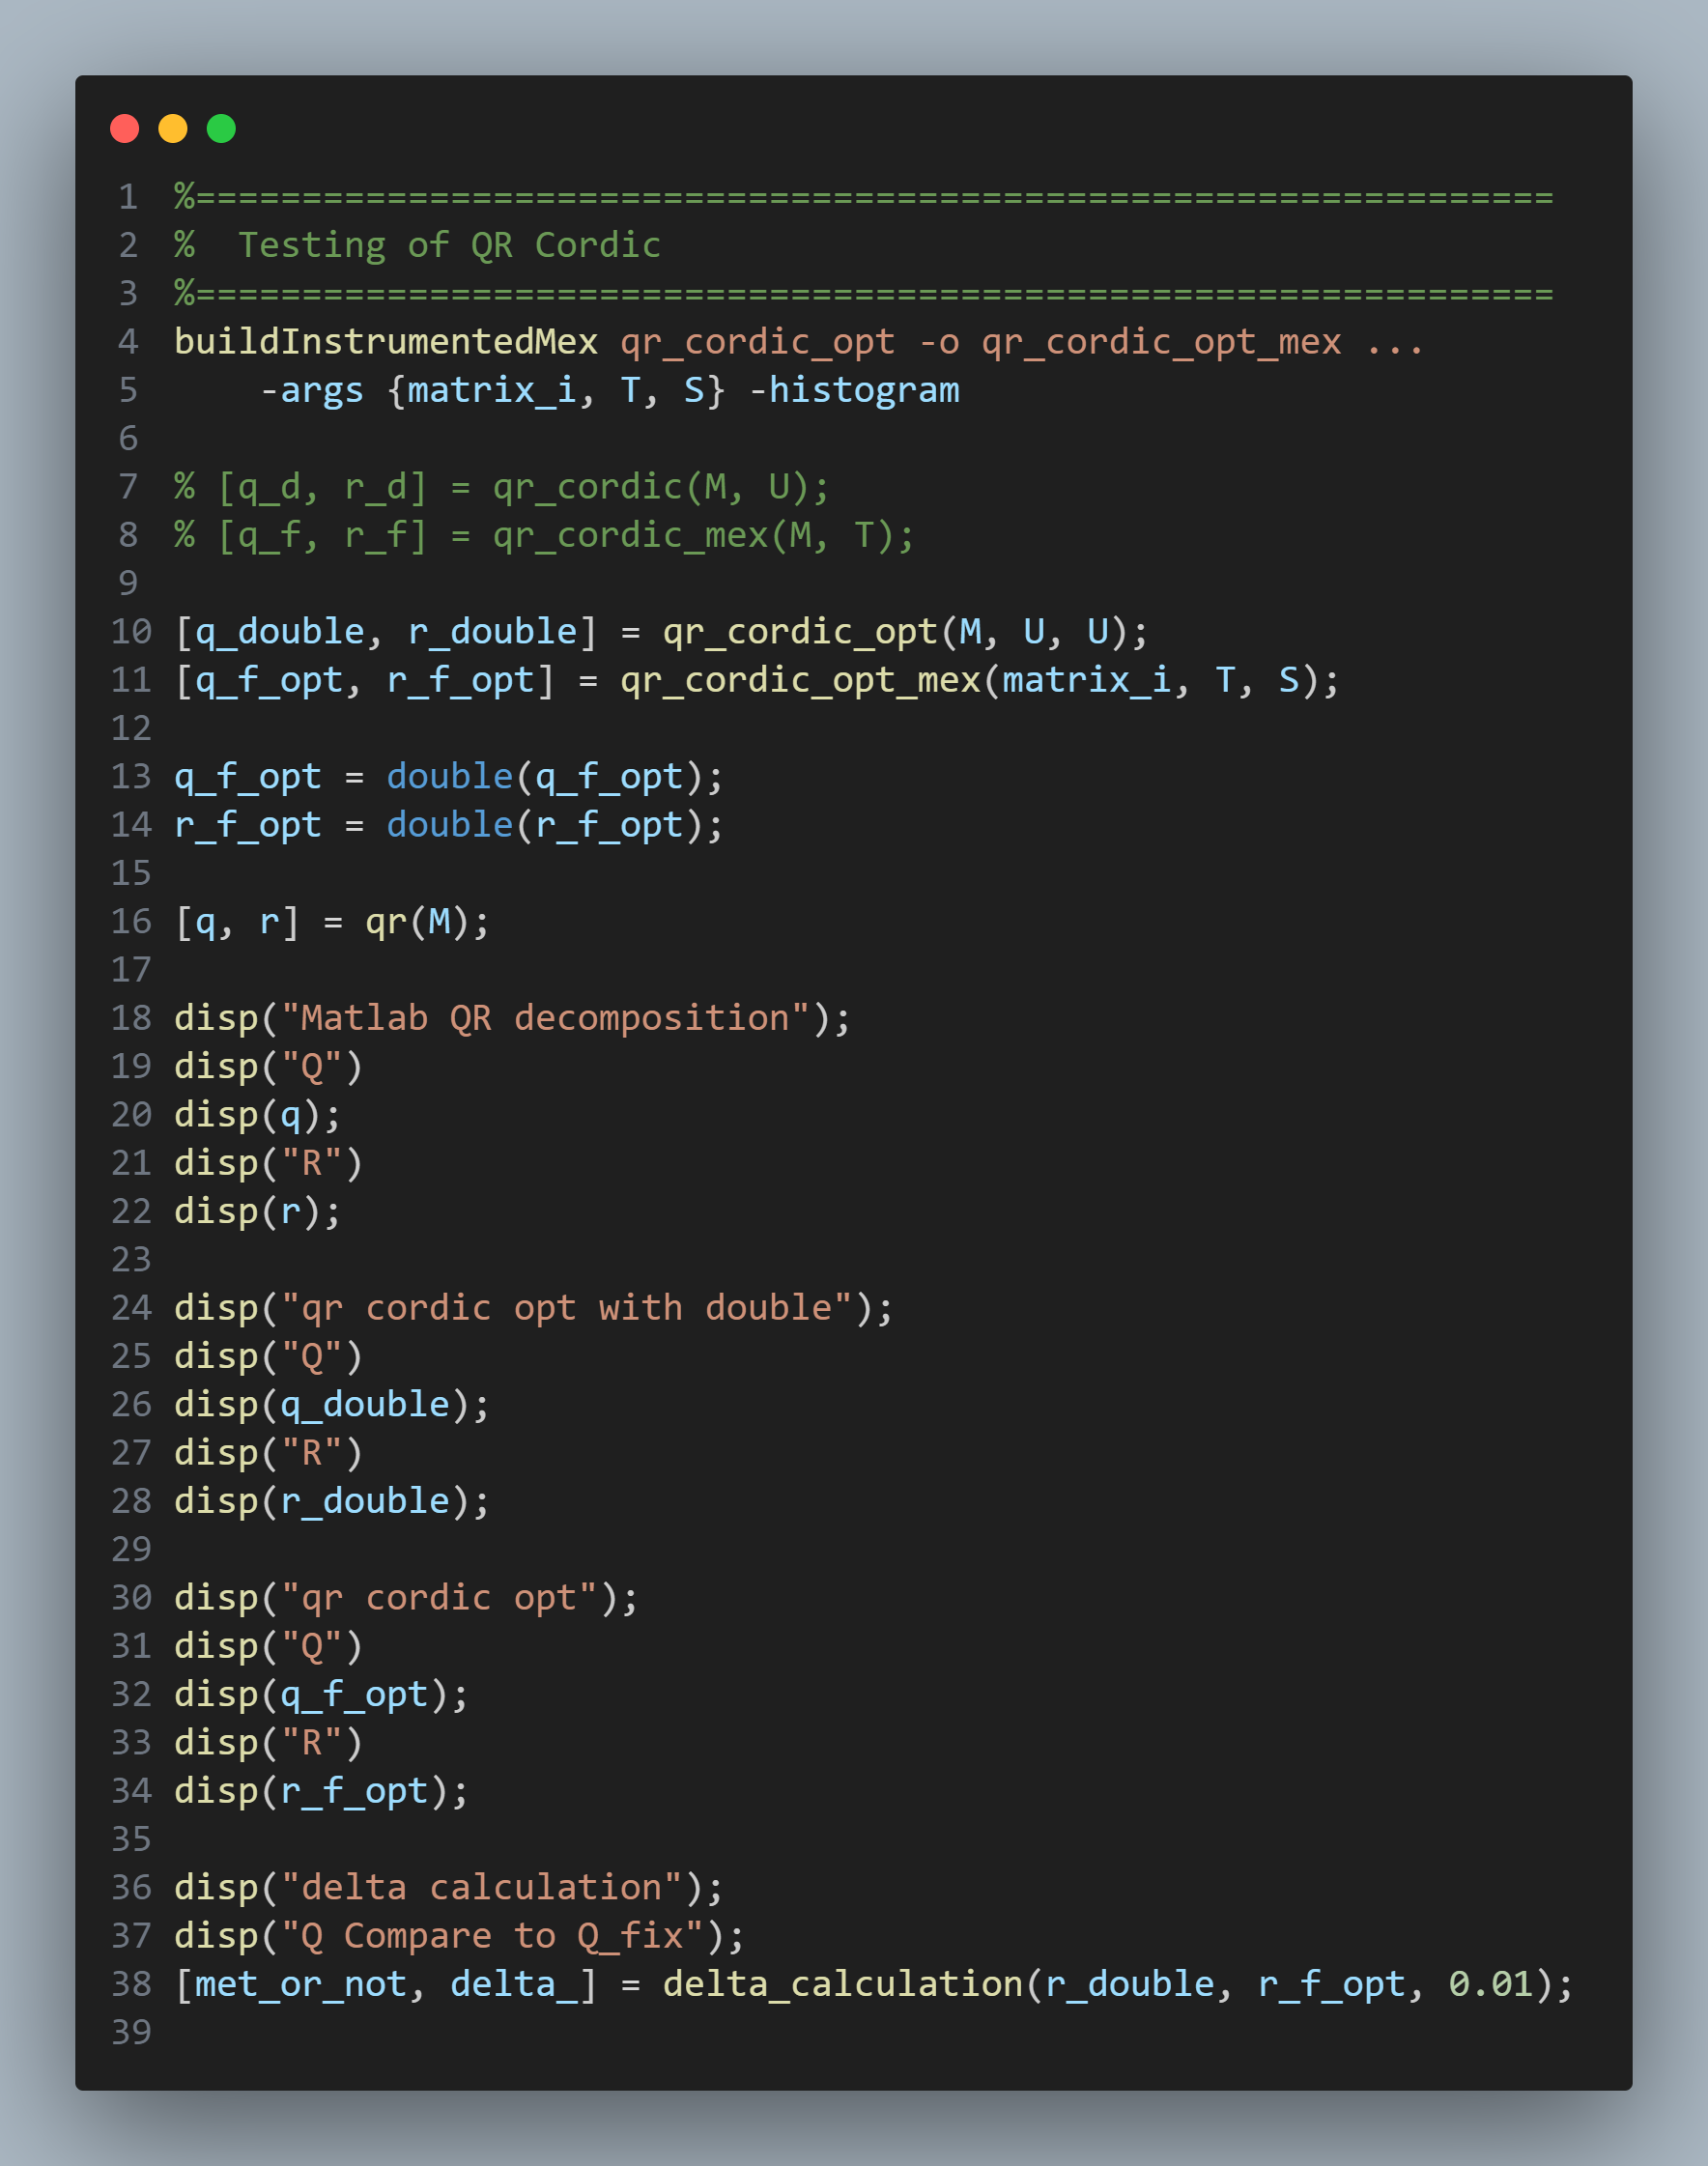 1 %================================================================
2 %  Testing of QR Cordic
3 %================================================================
4 buildInstrumentedMex qr_cordic_opt -o qr_cordic_opt_mex ...
5     -args {matrix_i, T, S} -histogram
6
7 % [q_d, r_d] = qr_cordic(M, U);
8 % [q_f, r_f] = qr_cordic_mex(M, T);
9
10 [q_double, r_double] = qr_cordic_opt(M, U, U);
11 [q_f_opt, r_f_opt] = qr_cordic_opt_mex(matrix_i, T, S);
12
13 q_f_opt = double(q_f_opt);
14 r_f_opt = double(r_f_opt);
15
16 [q, r] = qr(M);
17
18 disp("Matlab QR decomposition");
19 disp("Q")
20 disp(q);
21 disp("R")
22 disp(r);
23
24 disp("qr cordic opt with double");
25 disp("Q")
26 disp(q_double);
27 disp("R")
28 disp(r_double);
29
30 disp("qr cordic opt");
31 disp("Q")
32 disp(q_f_opt);
33 disp("R")
34 disp(r_f_opt);
35
36 disp("delta calculation");
37 disp("Q Compare to Q_fix");
38 [met_or_not, delta_] = delta_calculation(r_double, r_f_opt, 0.01);
39